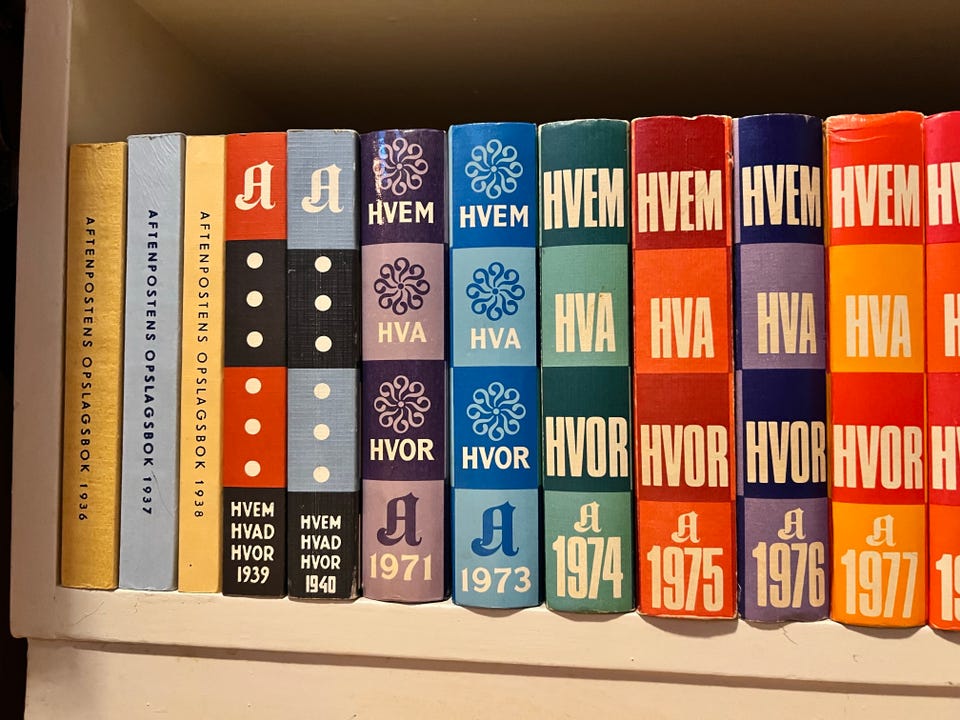 AFTENPOSTENS OPSLAGSBOK 1936
AFTENPOSTENS OPSLAGSBOK 1937
AFTENPOSTENS OPSLAGSBOK 1938
A
HVEM
HVAD
HVOR
1939
A
HVEM
HVAD
HVOR
1940
HVEM
HVA
HVOR
A
1971
HVEM
HVA
HVOR
A
1973
HVEM
HVA
HVOR
A
1974
HVEM
HVA
HVOR
A
1975
HVEM
HVA
HVOR
A
1976
HVEM
HVA
HVOR
A
1977